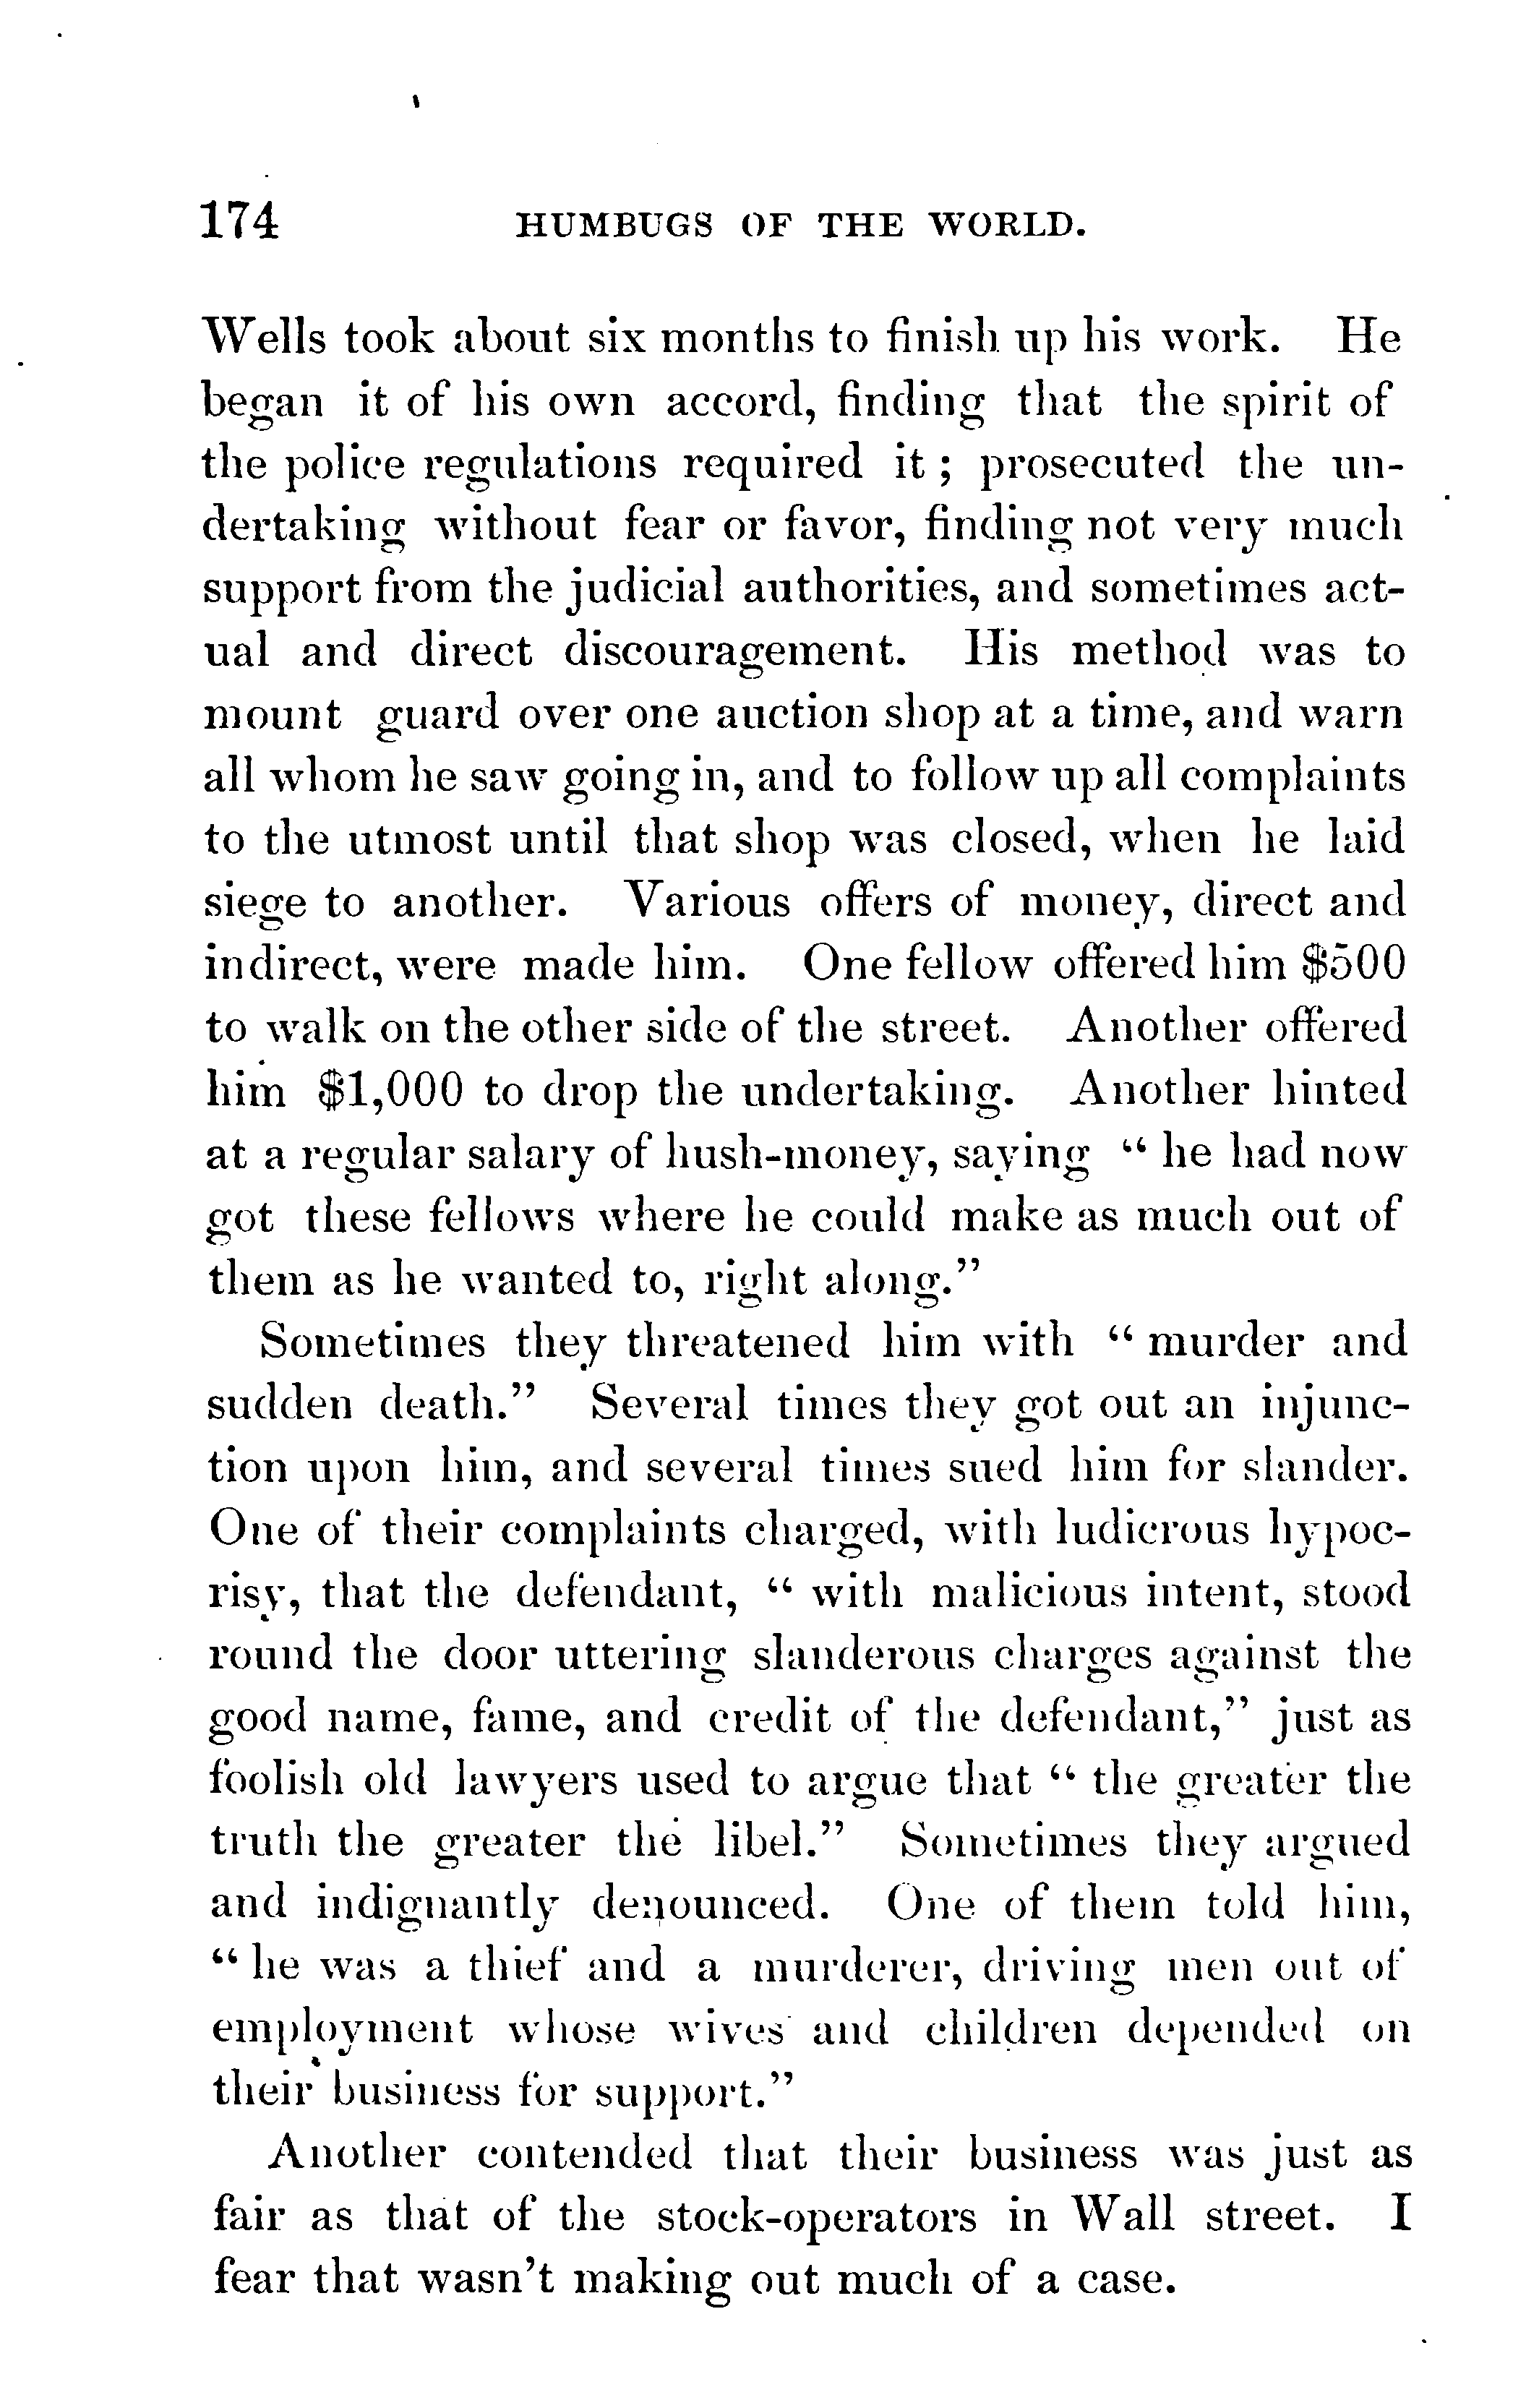 174 HUMBUGS OF THE WORLD.
Wells took about six months to finish up his work. He
began it of his own accord, finding that the spirit of
the police regulations required it; prosecuted the un-
dertaking without fear or favor, finding not very much
support from the judicial authorities, and sometimes act-
ual and direct discouragement. His method was to
mount guard over one auction shop at a time, and warn
all whom he saw going in, and to follow up all complaints
to the utmost until that shop was closed, when he laid
siege to another. Various offers of money, direct and
indirect, were made him. One fellow offered him $500
to walk on the other side of the street. Another offered
him $1,000 to drop the undertaking. Another hinted
at a regular salary of hush-money, saying "he had now
got these fellows where he could make as much out of
them as he wanted to, right along."
Sometimes they threatened him with "murder and
sudden death." Several times they got out an injunc-
tion upon him, and several times sued him for slander.
One of their complaints charged, with ludicrous hypoc-
risy, that the defendant, "with malicious intent, stood
round the door uttering slanderous charges against the
good name, fame, and credit of the defendant," just as
foolish old lawyers used to argue that "the greater the
truth the greater the libel." Sometimes they argued
and indignantly denounced. One of them told him,
"he was a thief and a murderer, driving men out of
employment whose wives and children depended on
their business for support."
Another contended that their business was just as
fair as that of the stock-operators in Wall street. I
fear that wasn't making out much of a case.